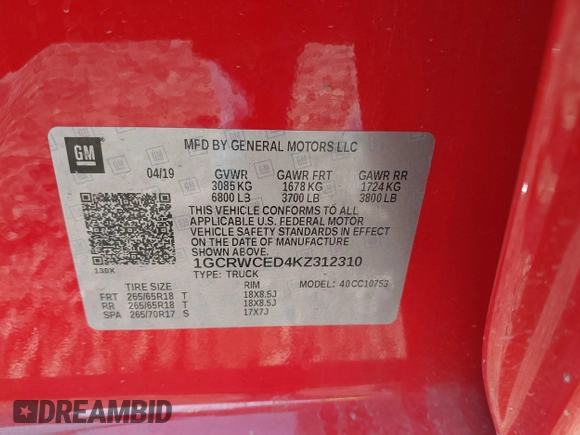 GM
MFD BY GENERAL MOTORS LLC
04/19 GVWR GAWR FRT GAWR RR
3085 KG 1678 KG 1724 KG
6800 LB 3700 LB 3800 LB
THIS VEHICLE CONFORMS TO ALL
APPLICABLE U.S. FEDERAL MOTOR
VEHICLE SAFETY STANDARDS IN EFFECT
ON THE DATE OF MANUFACTURE
SHOWN ABOVE.
1GCRWCED4KZ312310
TYPE: TRUCK
130X
MODEL: 40CC10753
TIRE SIZE RIM
FRT 265/65R18 T 18X8.5J
RR 265/65R18 T 18X8.5J
SPA 265/70R17 S 17X7J
DREAMBID